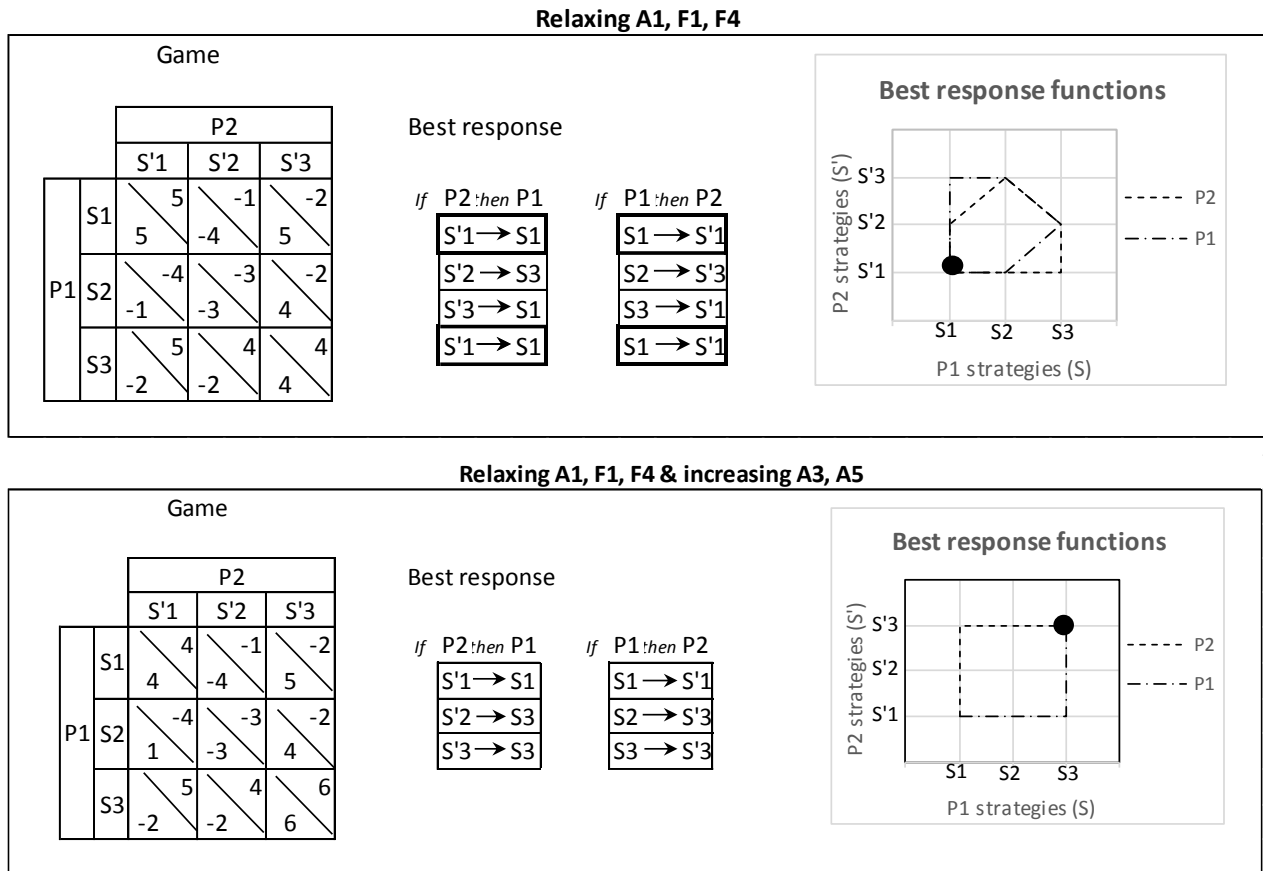 Relaxing A1, F1, F4
Game
P2
S'1 S'2 S'3
P1
S1 5 5 -1 -4 -2 5
S2 -4 -1 -3 -3 -2 4
S3 5 -2 4 -2 4 4
Best response
If P2 then P1
S'1 → S1
S'2 → S3
S'3 → S1
S'1 → S1
If P1 then P2
S1 → S'1
S2 → S'3
S3 → S'1
S1 → S'1
Best response functions
P2 strategies (S')
S'3
S'2
S'1
S1 S2 S3
P1 strategies (S)
P2
P1
Relaxing A1, F1, F4 & increasing A3, A5
Game
P2
S'1 S'2 S'3
P1
S1 4 4 -1 -4 -2 5
S2 -4 1 -3 -3 -2 4
S3 5 -2 4 -2 6 6
Best response
If P2 then P1
S'1 → S1
S'2 → S3
S'3 → S3
If P1 then P2
S1 → S'1
S2 → S'3
S3 → S'3
Best response functions
P2 strategies (S')
S'3
S'2
S'1
S1 S2 S3
P1 strategies (S)
P2
P1